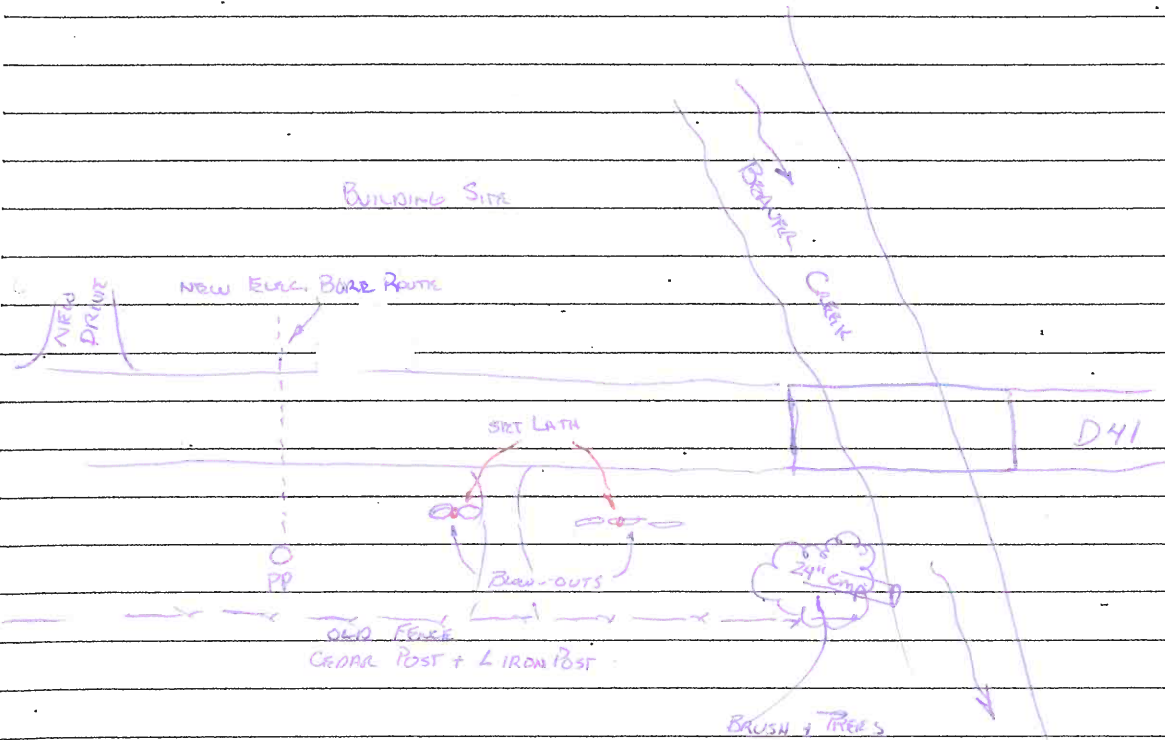 BUILDING SITE
BEAVER
CREEK
NEW ELEC. BORE ROUTE
NEW
DRIVE
SET LATH
D41
BLOW-OUTS
24" CMP
PP
OLD FENCE
CEDAR POST + L IRON POST
BRUSH + TREES